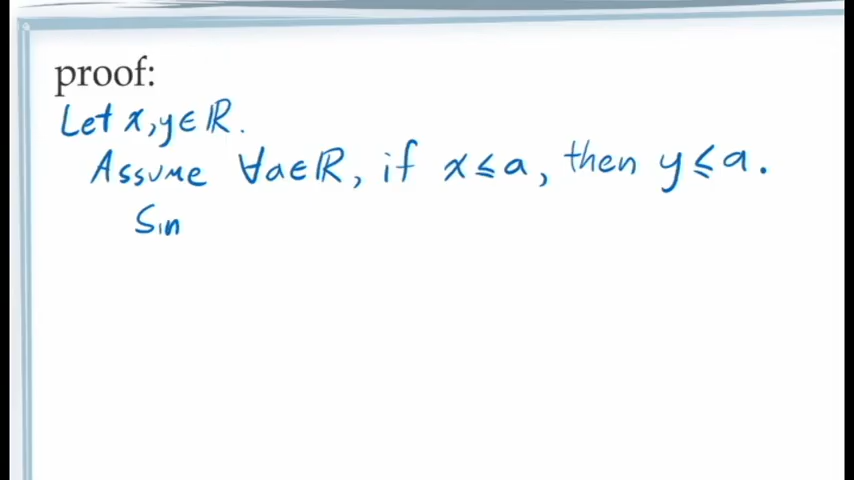 proof:
Let x, y ∈ ℝ.
Assume ∀a ∈ ℝ, if x ≤ a, then y ≤ a.
Sin